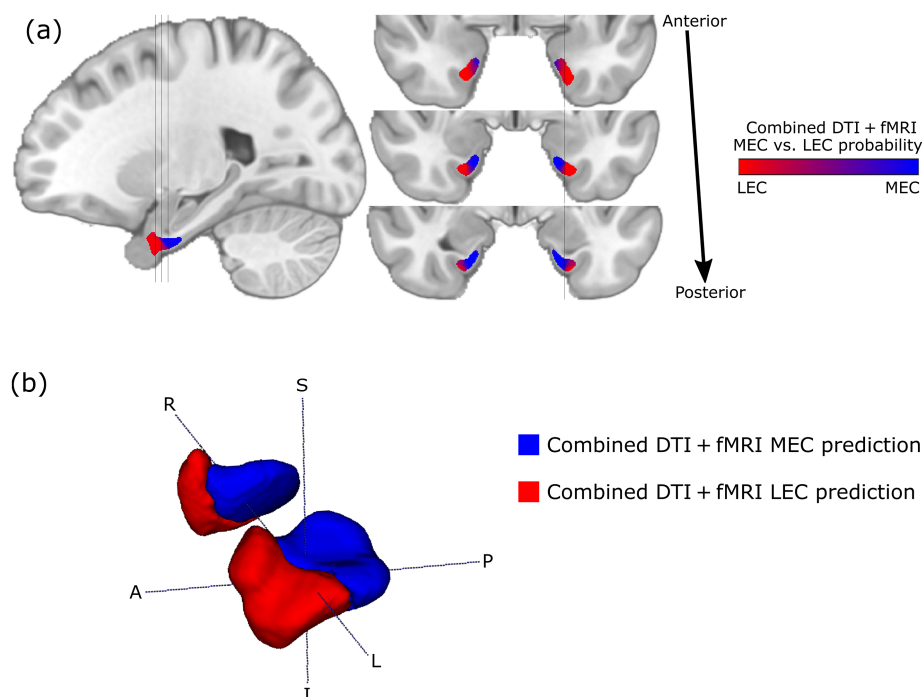 (a)
Anterior
Combined DTI + fMRI
MEC vs. LEC probability
LEC
MEC
Posterior
(b)
S
R
Combined DTI + fMRI MEC prediction
Combined DTI + fMRI LEC prediction
P
A
L
I